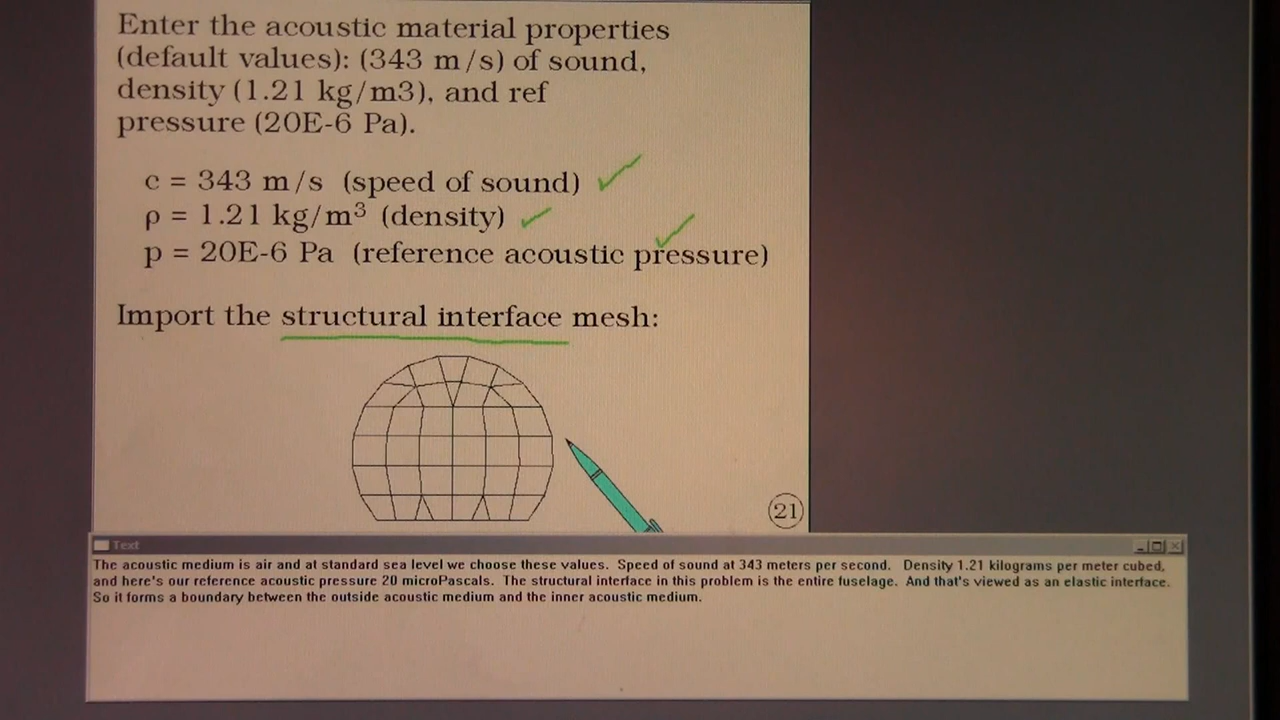 Enter the acoustic material properties
(default values): (343 m/s) of sound,
density (1.21 kg/m3), and ref
pressure (20E-6 Pa).
c = 343 m/s (speed of sound)
ρ = 1.21 kg/m³ (density)
p = 20E-6 Pa (reference acoustic pressure)
Import the structural interface mesh:
21
Text
The acoustic medium is air and at standard sea level we choose these values. Speed of sound at 343 meters per second. Density 1.21 kilograms per meter cubed,
and here's our reference acoustic pressure 20 microPascals. The structural interface in this problem is the entire fuselage. And that's viewed as an elastic interface.
So it forms a boundary between the outside acoustic medium and the inner acoustic medium.